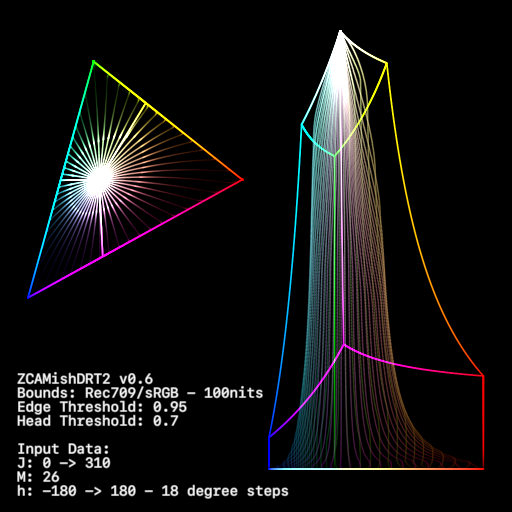 ZCAMishDRT2 v0.6
Bounds: Rec709/sRGB - 100nits
Edge Threshold: 0.95
Head Threshold: 0.7
Input Data:
J: 0 -> 310
M: 26
h: -180 -> 180 - 18 degree steps